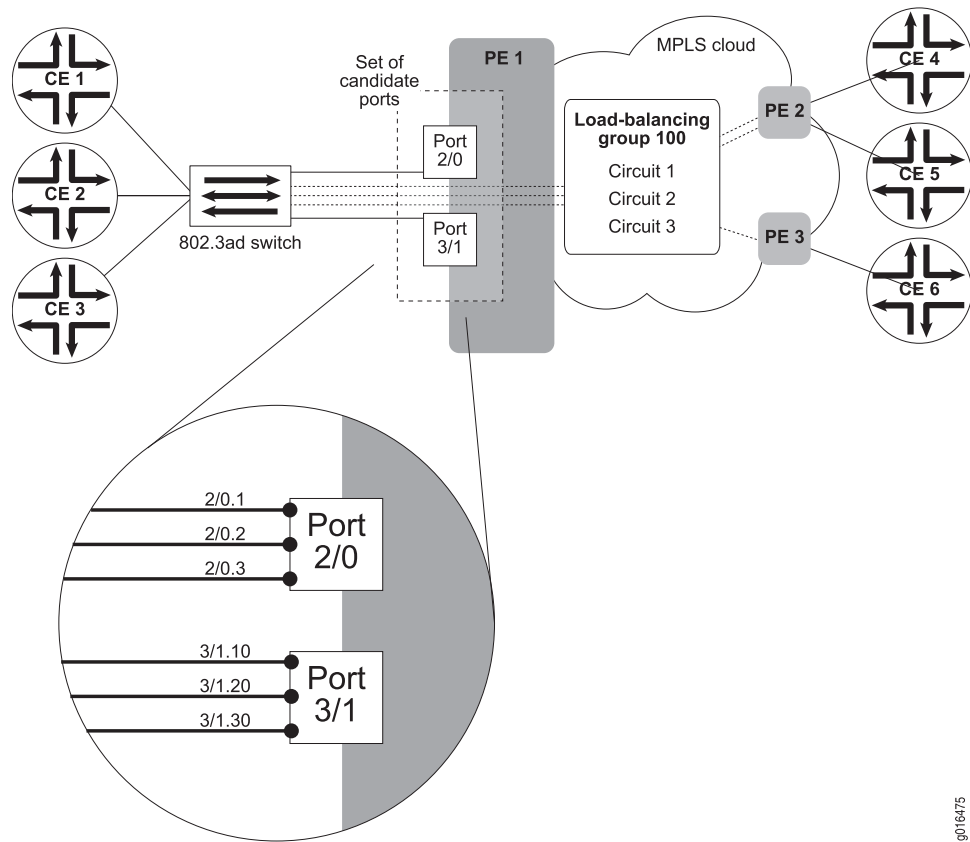 CE 1
CE 2
CE 3
802.3ad switch
Set of
candidate
ports
PE 1
Port
2/0
Port
3/1
MPLS cloud
Load-balancing
group 100
Circuit 1
Circuit 2
Circuit 3
PE 2
PE 3
CE 4
CE 5
CE 6
2/0.1
2/0.2
2/0.3
Port
2/0
3/1.10
3/1.20
3/1.30
Port
3/1
g016475